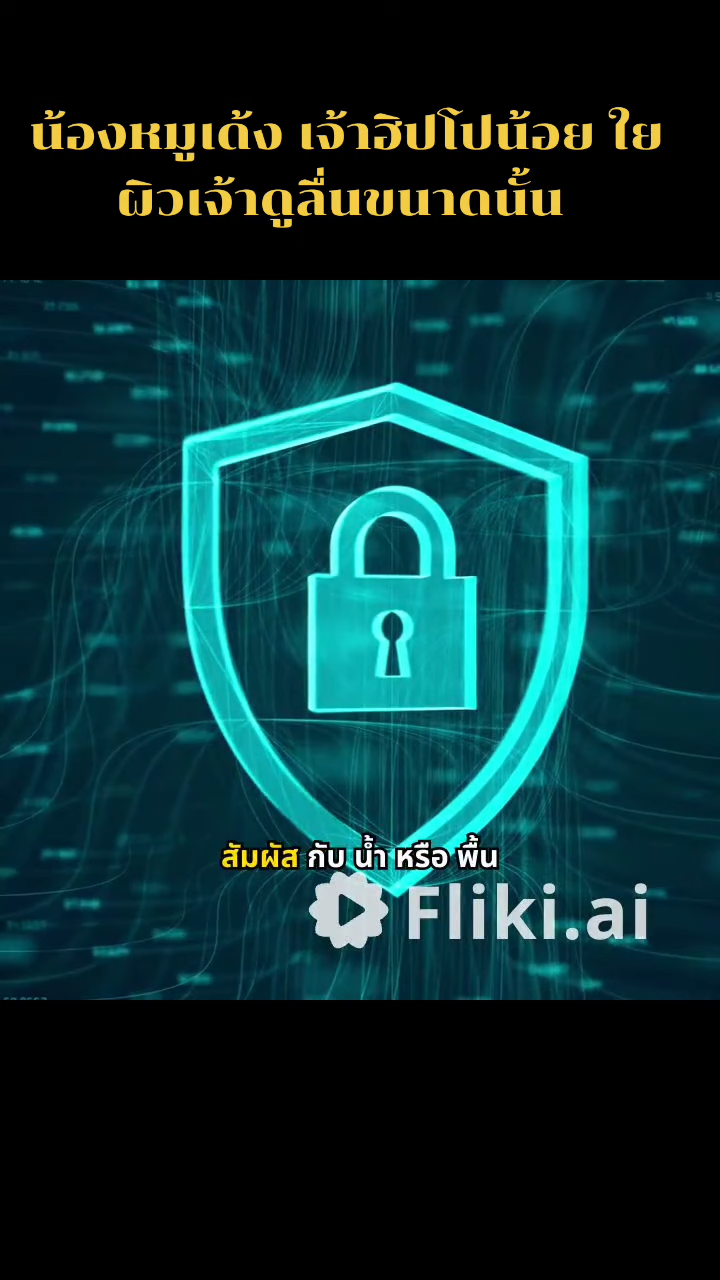 น้องหมูเด้ง เจ้าฮิปโปน้อย ใย
ผิวเจ้าดูลื่นขนาดนั้น
สัมผัส กับ น้ำ หรือ พื้น
Fliki.ai